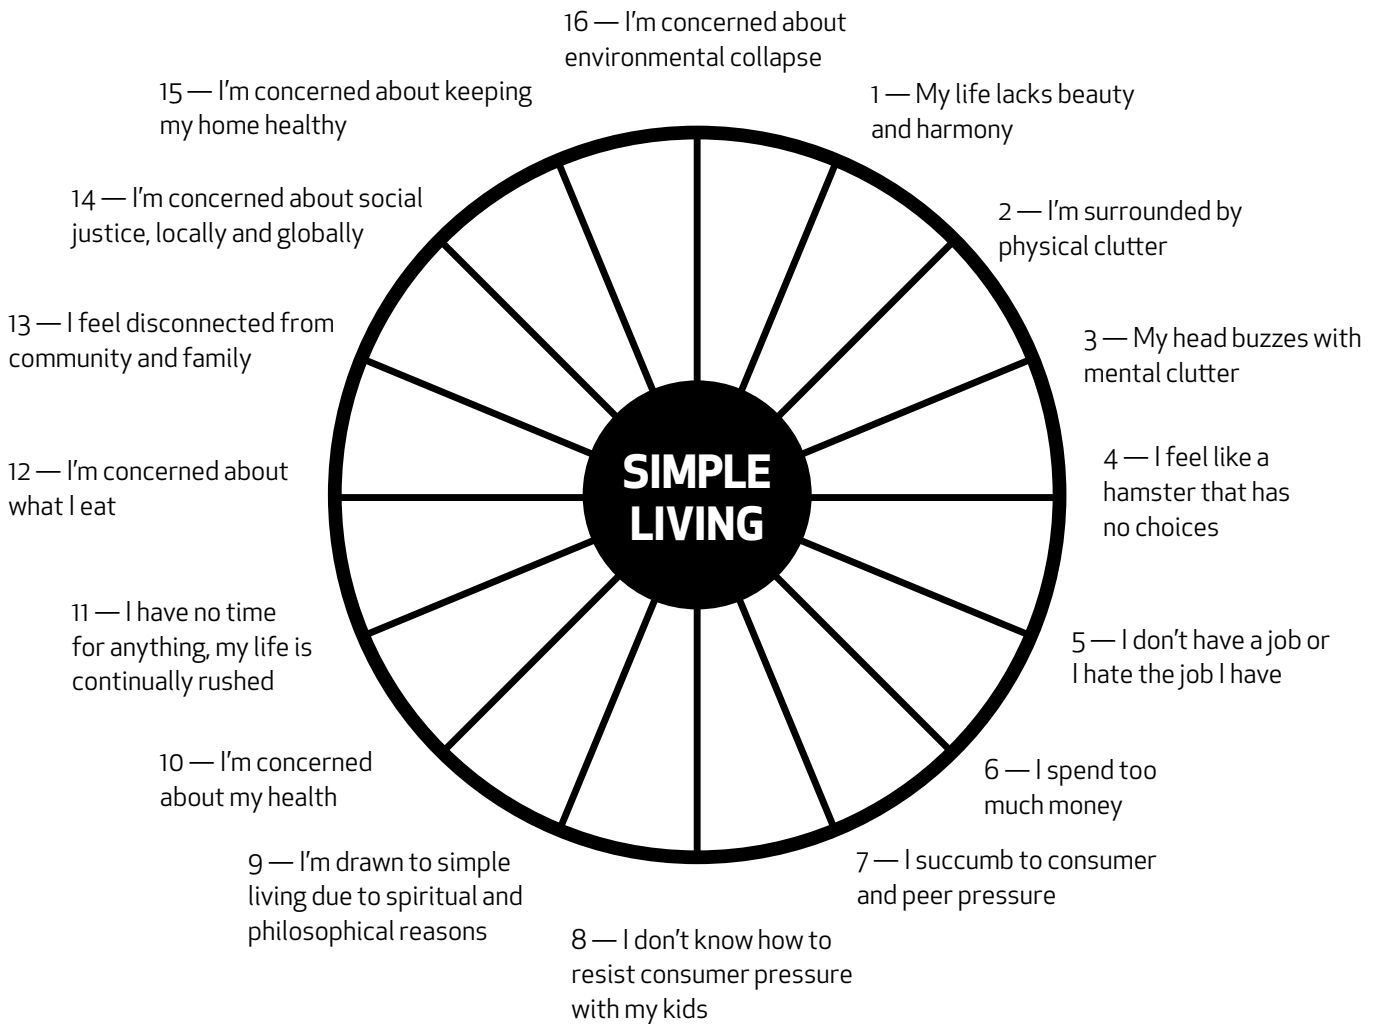 16 — I'm concerned about
environmental collapse
1 — My life lacks beauty
and harmony
2 — I'm surrounded by
physical clutter
3 — My head buzzes with
mental clutter
4 — I feel like a
hamster that has
no choices
5 — I don't have a job or
I hate the job I have
6 — I spend too
much money
7 — I succumb to consumer
and peer pressure
8 — I don't know how to
resist consumer pressure
with my kids
9 — I'm drawn to simple
living due to spiritual and
philosophical reasons
10 — I'm concerned
about my health
11 — I have no time
for anything, my life is
continually rushed
12 — I'm concerned about
what I eat
13 — I feel disconnected from
community and family
14 — I'm concerned about social
justice, locally and globally
15 — I'm concerned about keeping
my home healthy
SIMPLE
LIVING